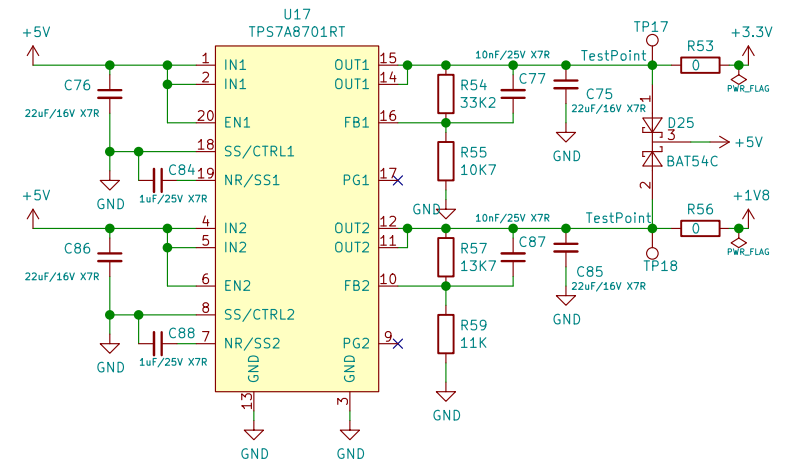 U17
TPS7A8701RT
+5V
C76
22uF/16V X7R
GND
C84
1uF/25V X7R
1 IN1
2 IN1
20 EN1
18 SS/CTRL1
19 NR/SS1
OUT1 15
OUT1 14
FB1 16
PG1 17
R54
33K2
R55
10K7
GND
10nF/25V X7R
C77
C75
22uF/16V X7R
GND
TestPoint
TP17
R53
0
+3.3V
PWR_FLAG
1
D25
3
+5V
BAT54C
2
+5V
C86
22uF/16V X7R
GND
C88
1uF/25V X7R
4 IN2
5 IN2
6 EN2
8 SS/CTRL2
7 NR/SS2
OUT2 12
OUT2 11
FB2 10
PG2 9
GND
13
GND
GND
3
GND
R57
13K7
R59
11K
GND
10nF/25V X7R
C87
C85
22uF/16V X7R
GND
TestPoint
TP18
R56
0
+1V8
PWR_FLAG